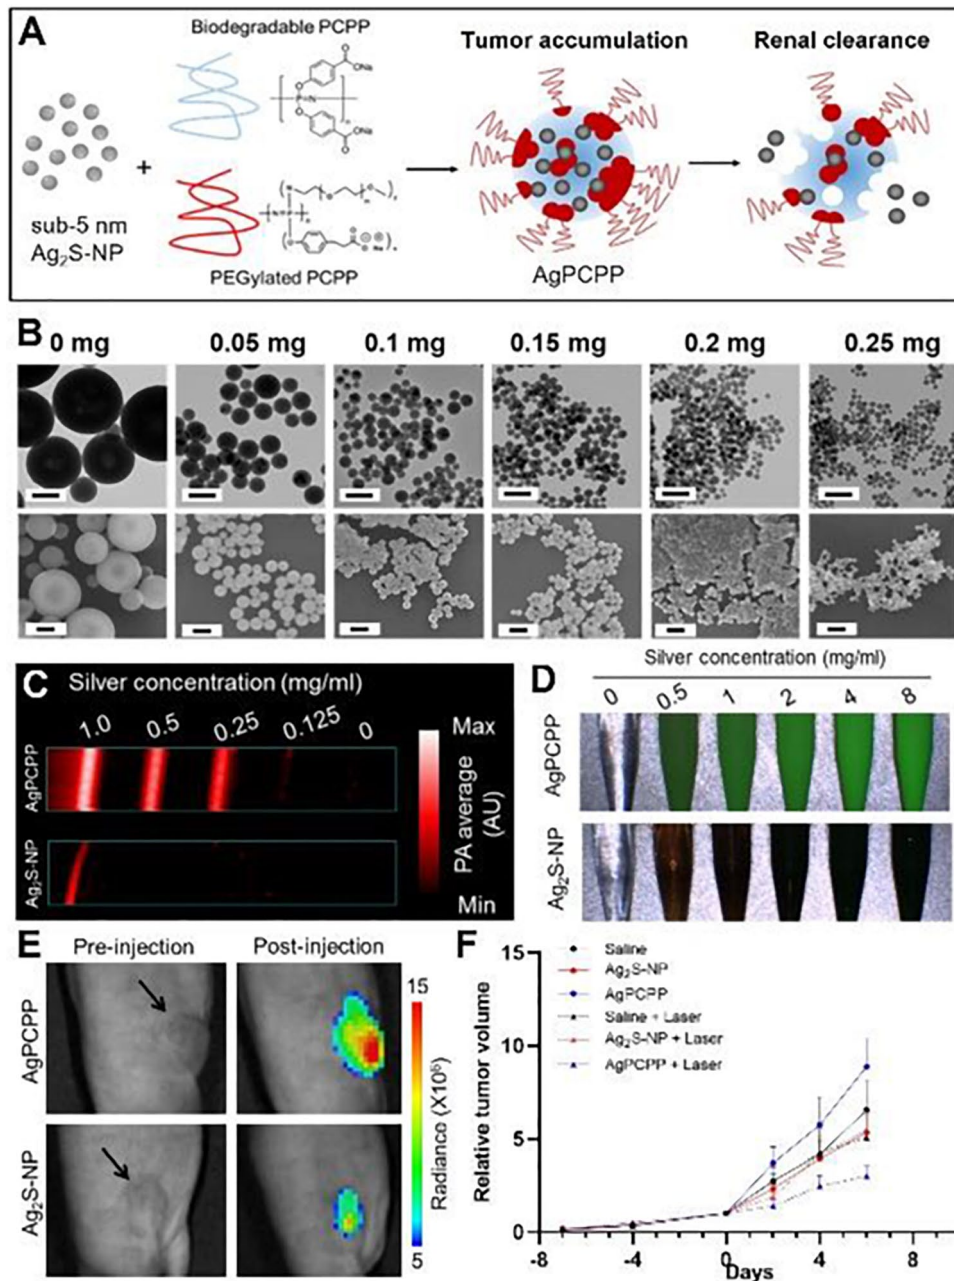 A
Biodegradable PCPP
Tumor accumulation
Renal clearance
+
sub-5 nm
Ag₂S-NP
PEGylated PCPP
AgPCPP
B
0 mg
0.05 mg
0.1 mg
0.15 mg
0.2 mg
0.25 mg
C
Silver concentration (mg/ml)
1.0
0.5
0.25
0.125
0
AgPCPP
Ag₂S-NP
Max
PA average
(AU)
Min
D
Silver concentration (mg/ml)
0
0.5
1
2
4
8
AgPCPP
Ag₂S-NP
E
Pre-injection
Post-injection
AgPCPP
Ag₂S-NP
15
Radiance (X10⁶)
5
F
Relative tumor volume
15
10
5
0
Saline
Ag₂S-NP
AgPCPP
Saline + Laser
Ag₂S-NP + Laser
AgPCPP + Laser
-8
-4
0
4
8
Days